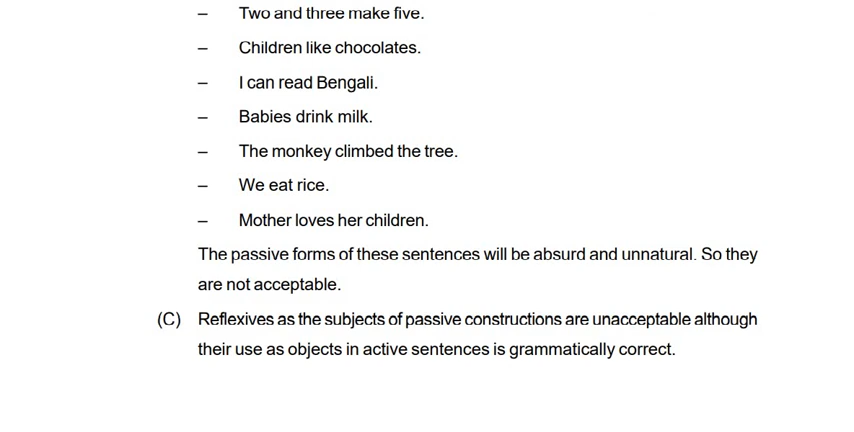 – Two and three make five.
– Children like chocolates.
– I can read Bengali.
– Babies drink milk.
– The monkey climbed the tree.
– We eat rice.
– Mother loves her children.
The passive forms of these sentences will be absurd and unnatural. So they
are not acceptable.
(C) Reflexives as the subjects of passive constructions are unacceptable although
their use as objects in active sentences is grammatically correct.